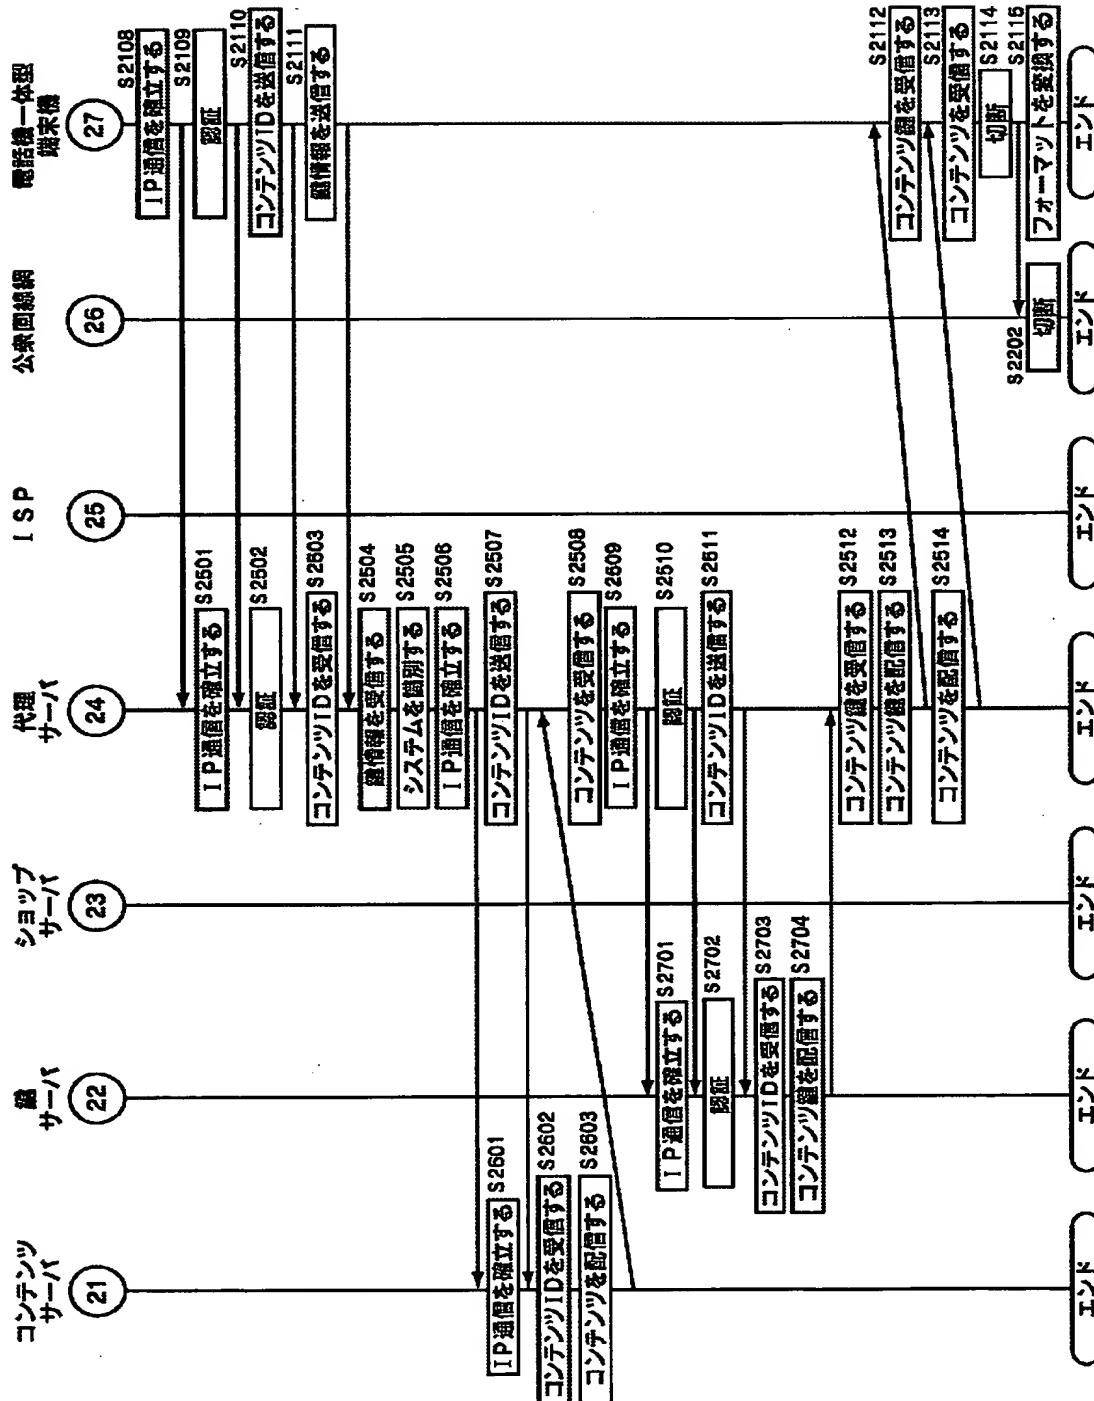 コンテンツ
サーバ
21
鍵
サーバ
22
ショップ
サーバ
23
代理
サーバ
24
ISP
25
公衆回線網
26
電話機一体型
端末機
27
S2108
IP通信を確立する
S2109
認証
S2110
コンテンツIDを送信する
S2111
鍵情報を送信する
S2501
IP通信を確立する
S2502
認証
S2503
コンテンツIDを受信する
S2504
鍵情報を受信する
S2505
システムを個別する
S2506
IP通信を確立する
S2507
コンテンツIDを送信する
S2601
IP通信を確立する
S2602
コンテンツIDを受信する
S2603
コンテンツを配信する
S2508
コンテンツを受信する
S2509
IP通信を確立する
S2510
認証
S2511
コンテンツIDを送信する
S2701
IP通信を確立する
S2702
認証
S2703
コンテンツIDを受信する
S2704
コンテンツ鍵を配信する
S2512
コンテンツ鍵を受信する
S2513
コンテンツ鍵を配信する
S2514
コンテンツを配信する
S2112
コンテンツ鍵を受信する
S2113
コンテンツを受信する
S2114
切断
S2115
フォーマットを変換する
S2202
切断
エンド
エンド
エンド
エンド
エンド
エンド
エンド